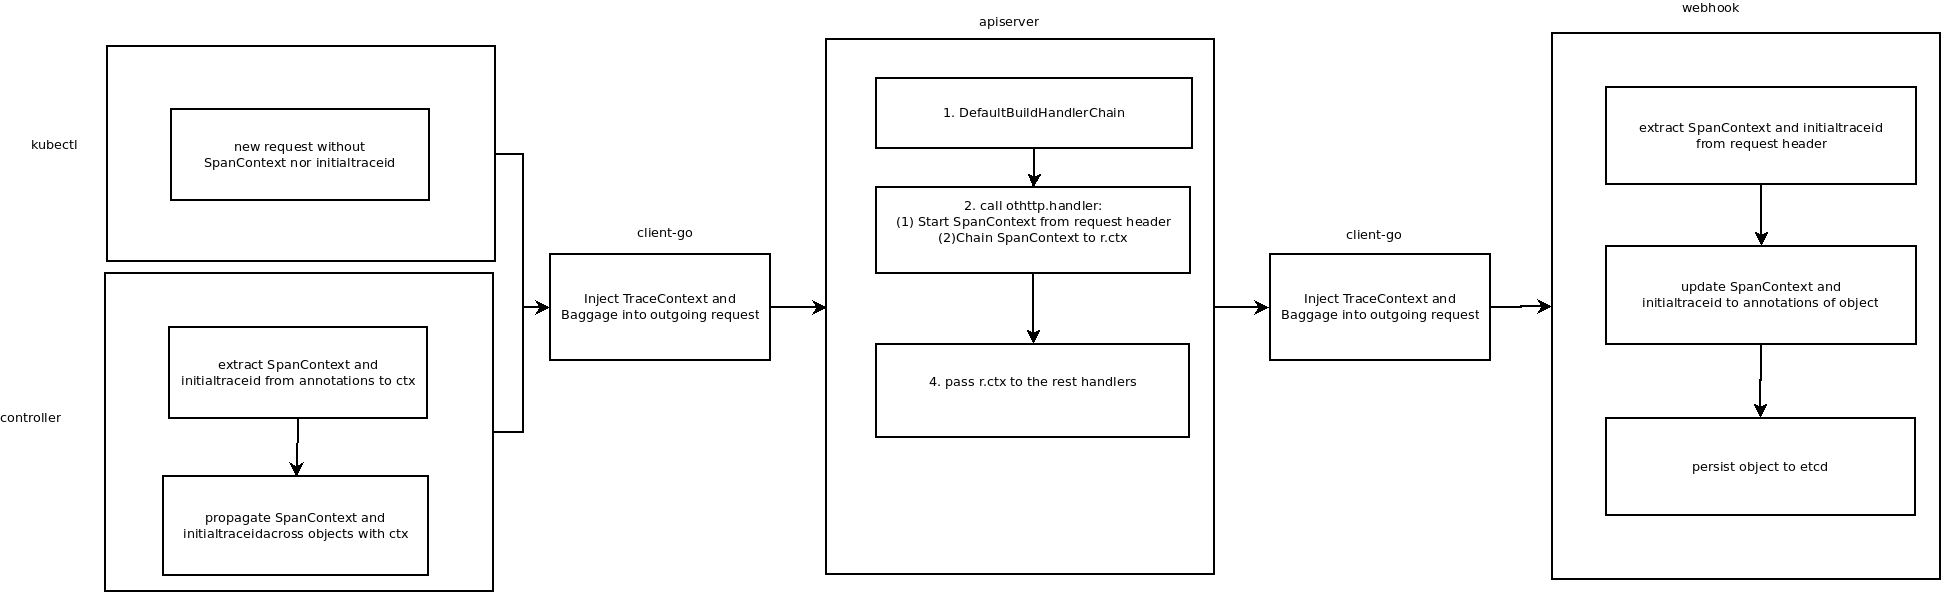 kubectl
new request without
SpanContext nor initialtraceid
controller
extract SpanContext and
initialtraceid from annotations to ctx
propagate SpanContext and
initialtraceidacross objects with ctx
client-go
Inject TraceContext and
Baggage into outgoing request
apiserver
1. DefaultBuildHandlerChain
2. call othttp.handler:
(1) Start SpanContext from request header
(2)Chain SpanContext to r.ctx
4. pass r.ctx to the rest handlers
client-go
Inject TraceContext and
Baggage into outgoing request
webhook
extract SpanContext and initialtraceid
from request header
update SpanContext and
initialtraceid to annotations of object
persist object to etcd